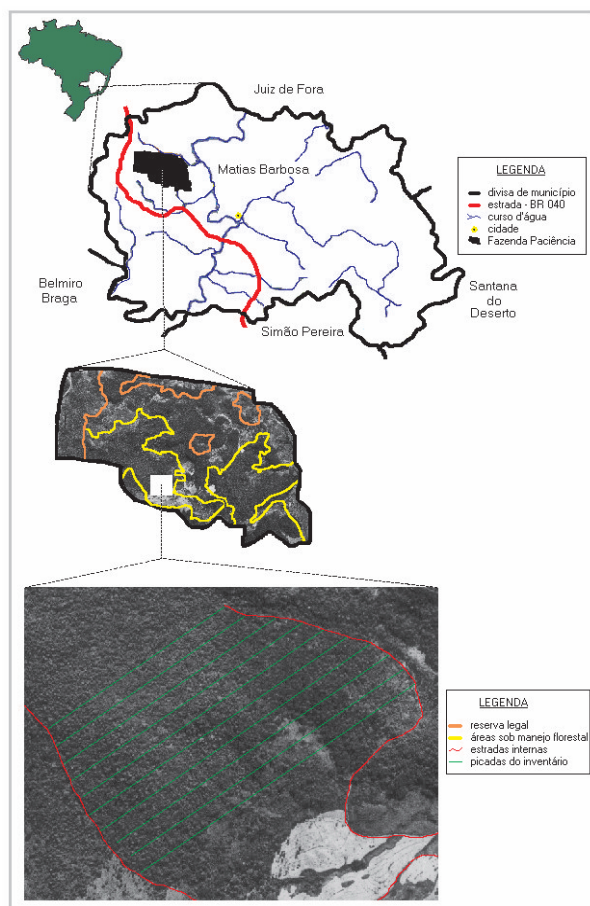 Juiz de Fora
Matias Barbosa
LEGENDA
divisa de município
estrada - BR 040
curso d'água
cidade
Fazenda Paciência
Belmiro
Braga
Santana
do
Deserto
Simão Pereira
LEGENDA
reserva legal
áreas sob manejo florestal
estradas internas
picadas do inventário